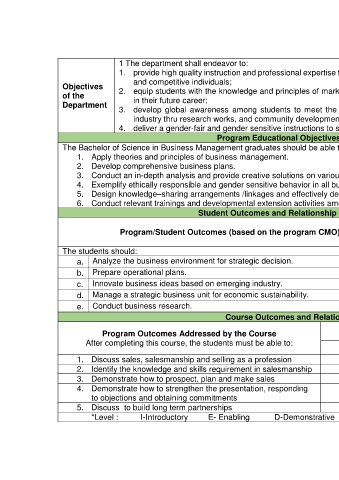 1 The department shall endeavor to:
Objectives of the Department
1. provide high quality instruction and professional expertise
and competitive individuals;
2. equip students with the knowledge and principles of mark
in their future career;
3. develop global awareness among students to meet the
industry thru research works, and community developmen
4. deliver a gender-fair and gender sensitive instructions to s
Program Educational Objectives
The Bachelor of Science in Business Management graduates should be able
1. Apply theories and principles of business management.
2. Develop comprehensive business plans.
3. Conduct an in-depth analysis and provide creative solutions on variou
4. Exemplify ethically responsible and gender sensitive behavior in all bu
5. Design knowledge–sharing arrangements /linkages and effectively de
6. Conduct relevant trainings and developmental extension activities am
Student Outcomes and Relationship
Program/Student Outcomes (based on the program CMO)
The students should:
a. Analyze the business environment for strategic decision.
b. Prepare operational plans.
c. Innovate business ideas based on emerging industry.
d. Manage a strategic business unit for economic sustainability.
e. Conduct business research.
Course Outcomes and Relatio
Program Outcomes Addressed by the Course
After completing this course, the students must be able to:
1. Discuss sales, salesmanship and selling as a profession
2. Identify the knowledge and skills requirement in salesmanship
3. Demonstrate how to prospect, plan and make sales
4. Demonstrate how to strengthen the presentation, responding
to objections and obtaining commitments
5. Discuss to build long term partnerships
*Level : I-Introductory E- Enabling D-Demonstrative